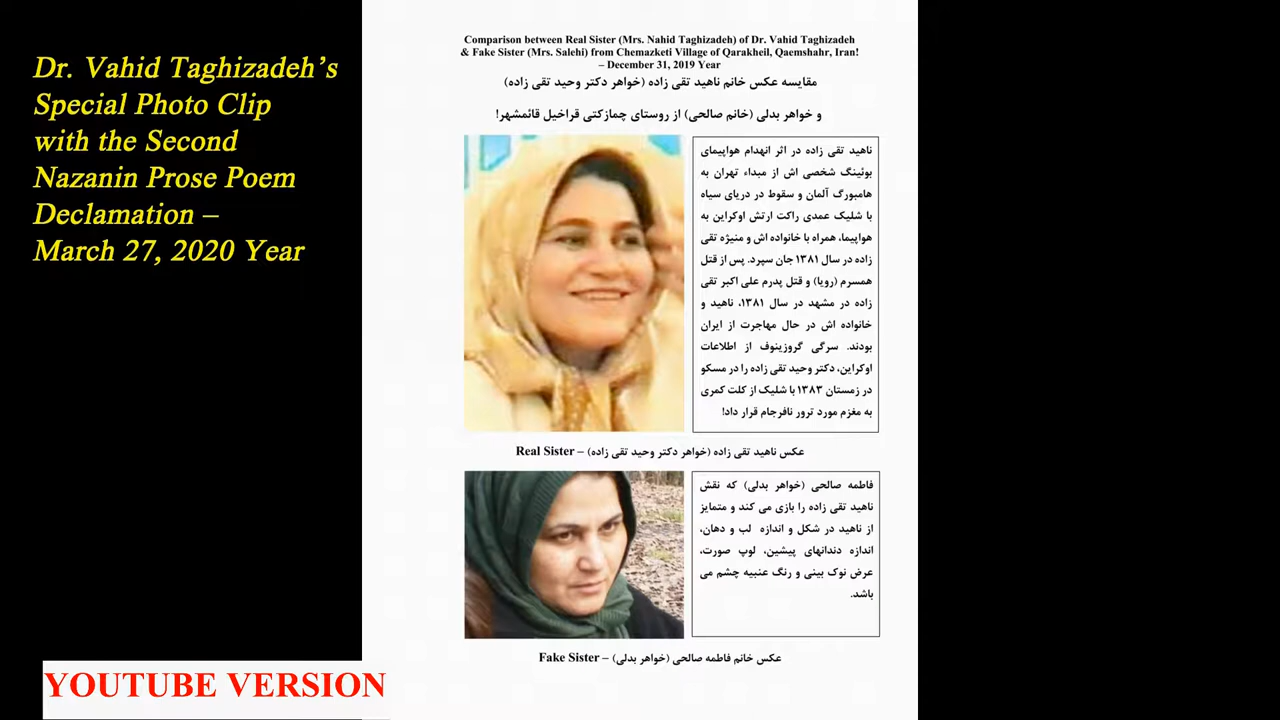 Dr. Vahid Taghizadeh's
Special Photo Clip
with the Second
Nazanin Prose Poem
Declamation –
March 27, 2020 Year
Comparison between Real Sister (Mrs. Nahid Taghizadeh) of Dr. Vahid Taghizadeh
& Fake Sister (Mrs. Salehi) from Chemazketi Village of Qarakheil, Qaemshahr, Iran!
– December 31, 2019 Year
مقایسه عکس خانم ناهید تقی زاده (خواهر دکتر وحید تقی زاده)
و خواهر بدلی (خانم صالحی) از روستای چمازکتی قراخیل قائمشهر!
ناهید تقی زاده در اثر انهدام هواپیمای
بوئینگ شخصی اش از مبداء تهران به
هامبورگ آلمان و سقوط در دریای سیاه
با شلیک عمدی راکت ارتش اوکراین به
هواپیما، همراه با خانواده اش و منیژه تقی
زاده در سال ۱۳۸۱ جان سپرد. پس از قتل
همسرم (رویا) و قتل پدرم علی اکبر تقی
زاده در مشهد در سال ۱۳۸۱، ناهید و
خانواده اش در حال مهاجرت از ایران
بودند. سرگی گروزینوف از اطلاعات
اوکراین، دکتر وحید تقی زاده را در مسکو
در زمستان ۱۳۸۳ با شلیک از کلت کمری
به مغزم مورد ترور نافرجام قرار داد!
Real Sister – عکس ناهید تقی زاده (خواهر دکتر وحید تقی زاده)
فاطمه صالحی (خواهر بدلی) که نقش
ناهید تقی زاده را بازی می کند و متمایز
از ناهید در شکل و اندازه لب و دهان،
اندازه دندانهای پیشین، لوپ صورت،
عرض نوک بینی و رنگ عنبیه چشم می
باشد.
Fake Sister – عکس خانم فاطمه صالحی (خواهر بدلی)
YOUTUBE VERSION